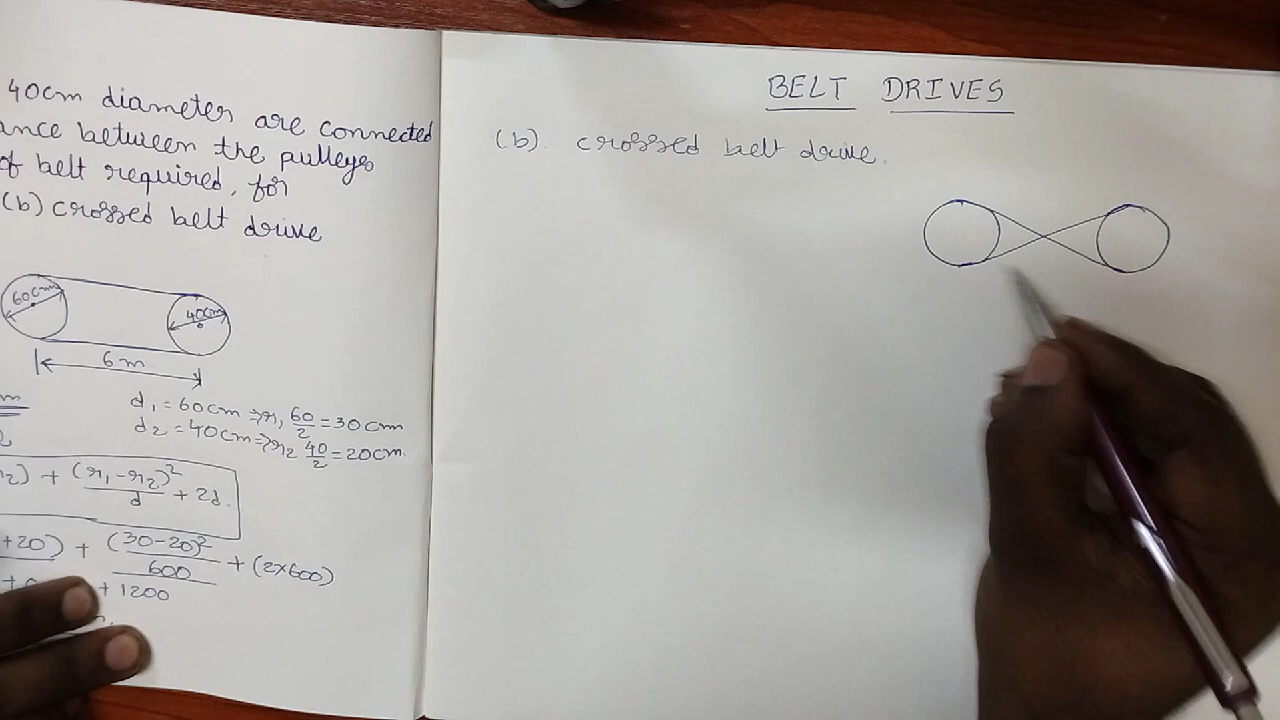 40cm diameter are connected
ance between the pulleys
of belt required, for
(b) crossed belt drive
60cm
40cm
6 m
m
d₁ = 60cm ⇒ r₁ 60/2 = 30cm
d₂ = 40cm ⇒ r₂ 40/2 = 20cm.
r₂) + (r₁ - r₂)²/d + 2d.
+20) + (30-20)²/600 + (2×600)
+ 1200
BELT DRIVES
(b). crossed belt drive.